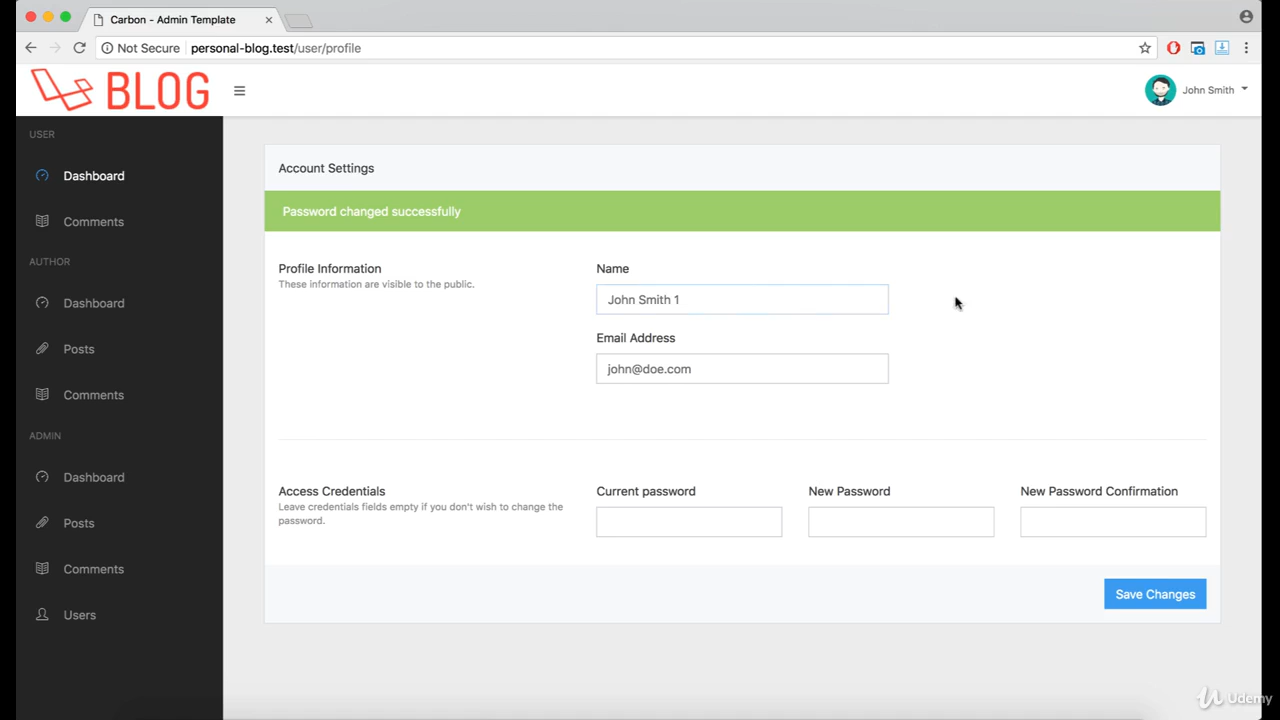 Carbon - Admin Template
Not Secure personal-blog.test/user/profile
BLOG
John Smith
USER
Dashboard
Comments
AUTHOR
Dashboard
Posts
Comments
ADMIN
Dashboard
Posts
Comments
Users
Account Settings
Password changed successfully
Profile Information
These information are visible to the public.
Name
John Smith 1
Email Address
john@doe.com
Access Credentials
Leave credentials fields empty if you don't wish to change the
password.
Current password
New Password
New Password Confirmation
Save Changes
Udemy